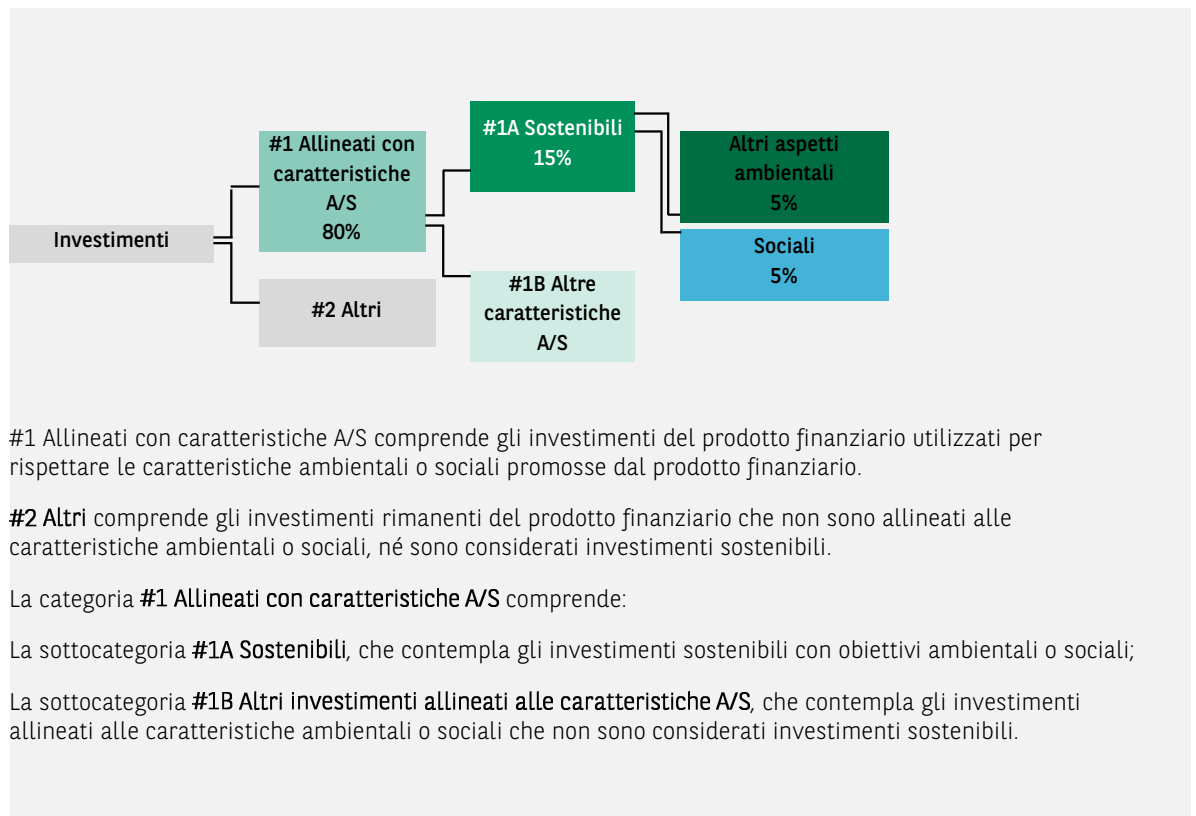 #1A Sostenibili
15%
#1 Allineati con
caratteristiche
A/S
80%
Altri aspetti
ambientali
5%
Investimenti
Sociali
5%
#2 Altri
#1B Altre
caratteristiche
A/S
#1 Allineati con caratteristiche A/S comprende gli investimenti del prodotto finanziario utilizzati per
rispettare le caratteristiche ambientali o sociali promosse dal prodotto finanziario.
#2 Altri comprende gli investimenti rimanenti del prodotto finanziario che non sono allineati alle
caratteristiche ambientali o sociali, né sono considerati investimenti sostenibili.
La categoria #1 Allineati con caratteristiche A/S comprende:
La sottocategoria #1A Sostenibili, che contempla gli investimenti sostenibili con obiettivi ambientali o sociali;
La sottocategoria #1B Altri investimenti allineati alle caratteristiche A/S, che contempla gli investimenti
allineati alle caratteristiche ambientali o sociali che non sono considerati investimenti sostenibili.